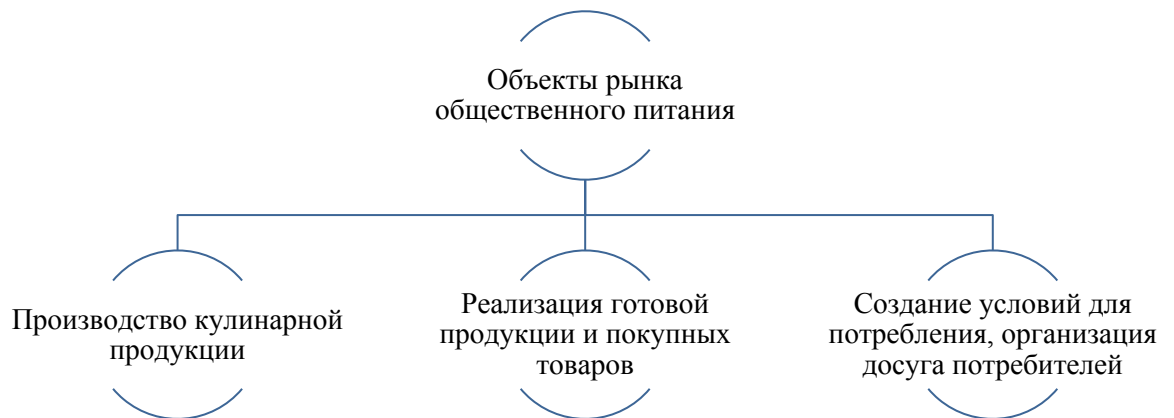 Объекты рынка
общественного питания
Производство кулинарной
продукции
Реализация готовой
продукции и покупных
товаров
Создание условий для
потребления, организация
досуга потребителей